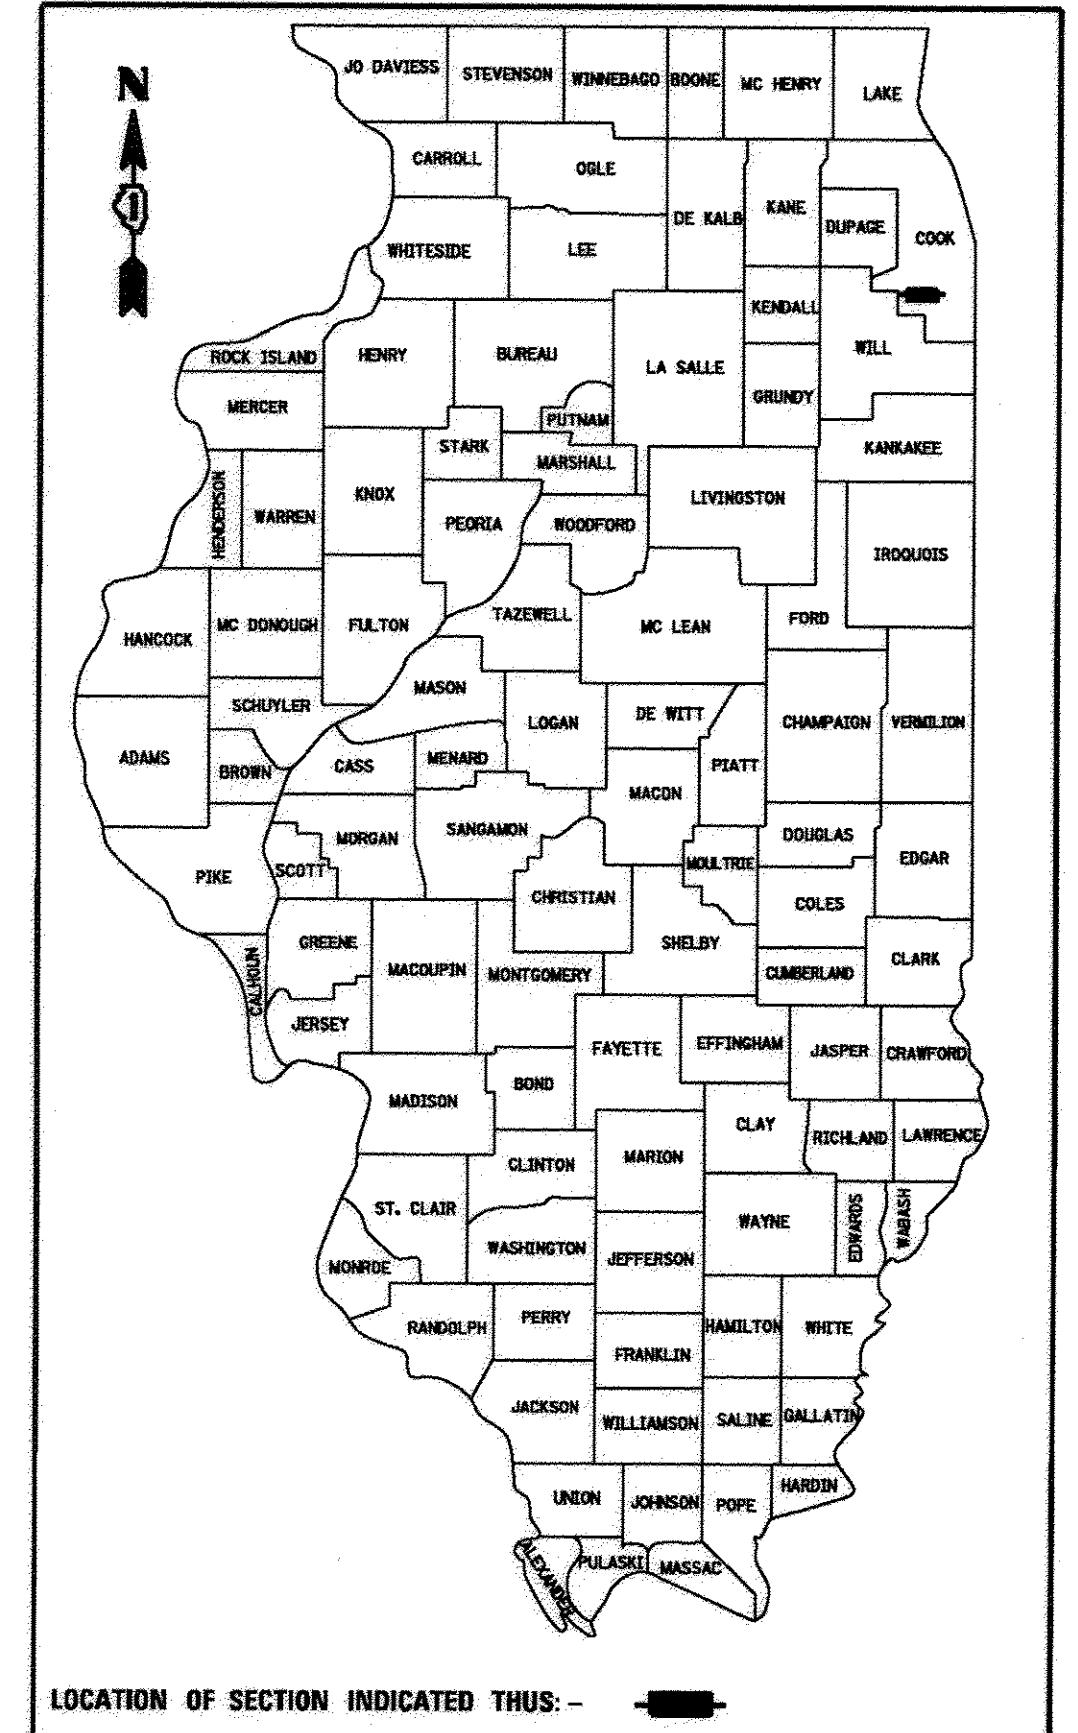 JO DAVIESS
STEVENSON
WINNEBAGO
BOONE
MC HENRY
LAKE
N
CARROLL
OGLE
DE KALB
KANE
DUPAGE
COOK
1
WHITESIDE
LEE
KENDALL
ROCK ISLAND
HENRY
BUREAU
LA SALLE
WILL
GRUNDY
MERCER
PUTNAM
STARK
MARSHALL
KANKAKEE
HENDERSON
WARREN
KNOX
PEORIA
WOODFORD
LIVINGSTON
IROQUOIS
HANCOCK
MC DONOUGH
FULTON
TAZEWELL
MC LEAN
FORD
SCHUYLER
MASON
LOGAN
DE WITT
CHAMPAIGN
VERMILION
ADAMS
BROWN
CASS
MENARD
PIATT
MACON
PIKE
SCOTT
MORGAN
SANGAMON
MOULTRIE
DOUGLAS
EDGAR
CHRISTIAN
COLES
CALHOUN
GREENE
MACOUPIN
MONTGOMERY
SHELBY
CUMBERLAND
CLARK
JERSEY
FAYETTE
EFFINGHAM
JASPER
CRAWFORD
MADISON
BOND
CLAY
RICHLAND
LAWRENCE
CLINTON
MARION
ST. CLAIR
WAYNE
EDWARDS
WABASH
MONROE
WASHINGTON
JEFFERSON
RANDOLPH
PERRY
HAMILTON
WHITE
FRANKLIN
JACKSON
WILLIAMSON
SALINE
GALLATIN
UNION
JOHNSON
POPE
HARDIN
ALEXANDER
PULASKI
MASSAC
LOCATION OF SECTION INDICATED THUS: –